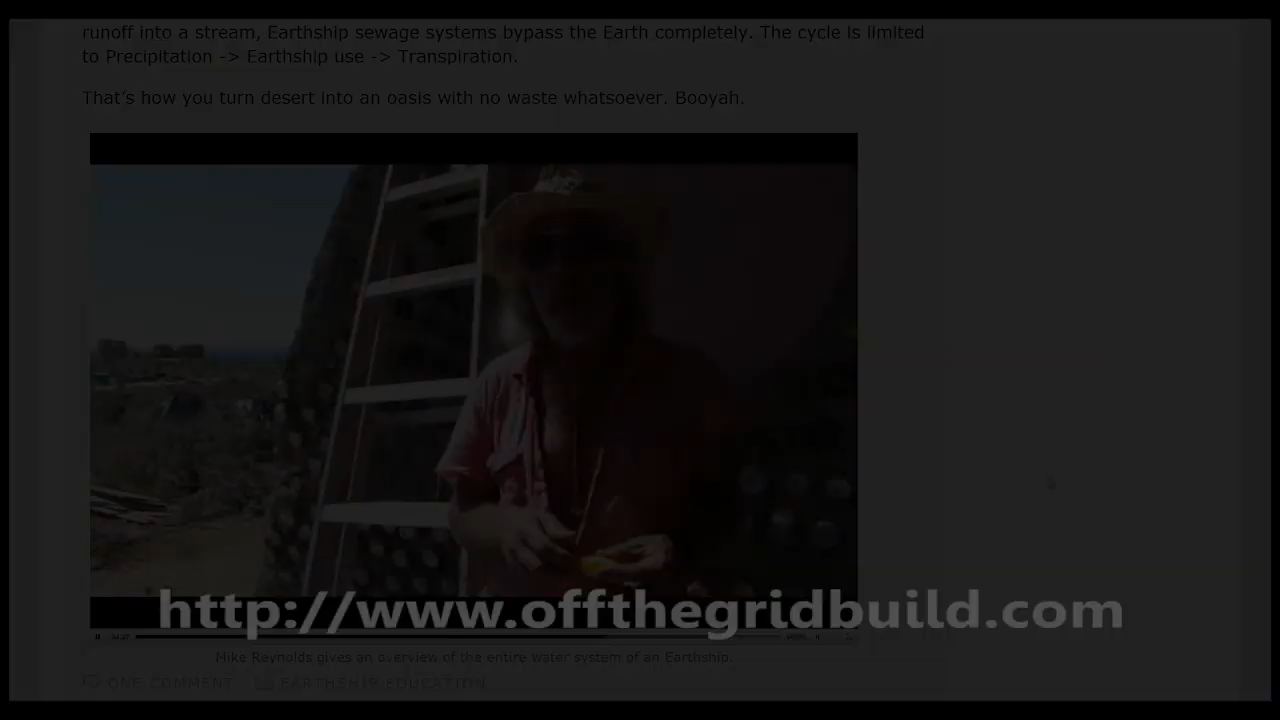 runoff into a stream, Earthship sewage systems bypass the Earth completely. The cycle is limited
to Precipitation -> Earthship use -> Transpiration.
That's how you turn desert into an oasis with no waste whatsoever. Booyah.
http://www.offthegridbuild.com
Mike Reynolds gives an overview of the entire water system of an Earthship.
ONE COMMENT EARTHSHIP EDUCATION